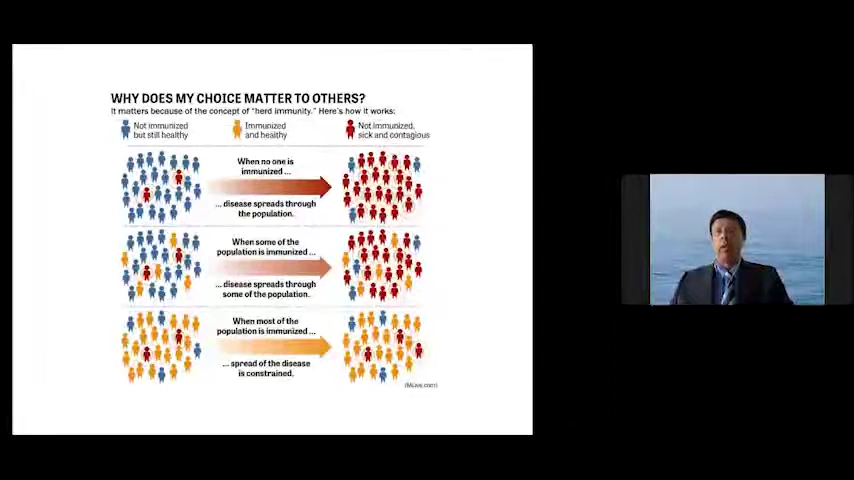 WHY DOES MY CHOICE MATTER TO OTHERS?
It matters because of the concept of "herd immunity." Here's how it works:
Not immunized
but still healthy
Immunized
and healthy
Not immunized,
sick and contagious
When no one is
immunized ...
... disease spreads through
the population.
When some of the
population is immunized ...
... disease spreads through
some of the population.
When most of the
population is immunized ...
... spread of the disease
is constrained.
(MLive.com)